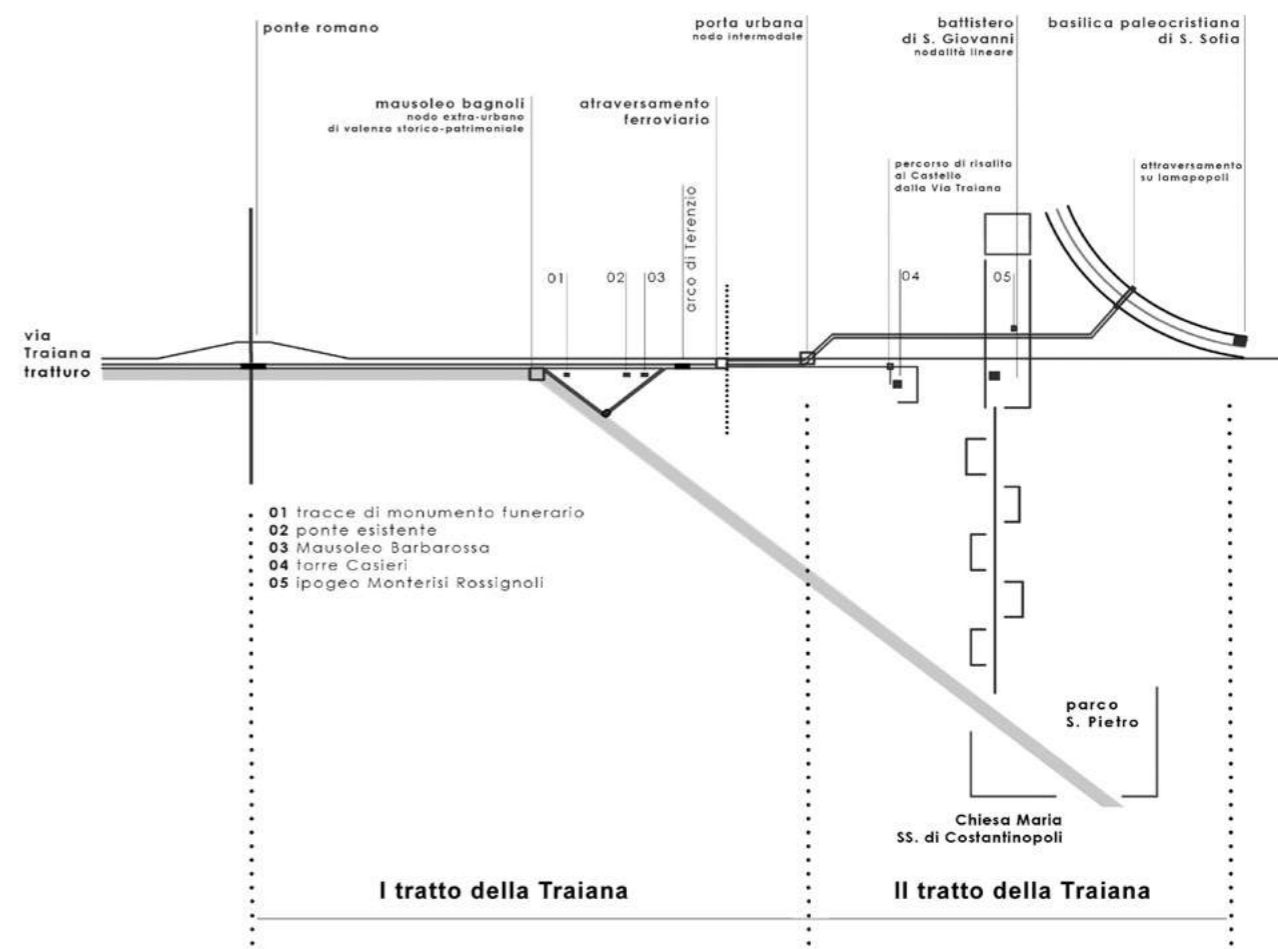 ponte romano
porta urbana
nodo intermodale
battistero
di S. Giovanni
nodalità lineare
basilica paleocristiana
di S. Sofia
mausoleo bagnoli
nodo extra-urbano
di valenza storico-patrimoniale
atraversamento
ferroviario
percorso di risalita
al Castello
dalla Via Traiana
attraversamento
su lamapopoli
arco di Terenzio
01
02
03
04
05
via
Traiana
tratturo
01 tracce di monumento funerario
02 ponte esistente
03 Mausoleo Barbarossa
04 torre Casieri
05 ipogeo Monterisi Rossignoli
parco
S. Pietro
Chiesa Maria
SS. di Costantinopoli
I tratto della Traiana
II tratto della Traiana